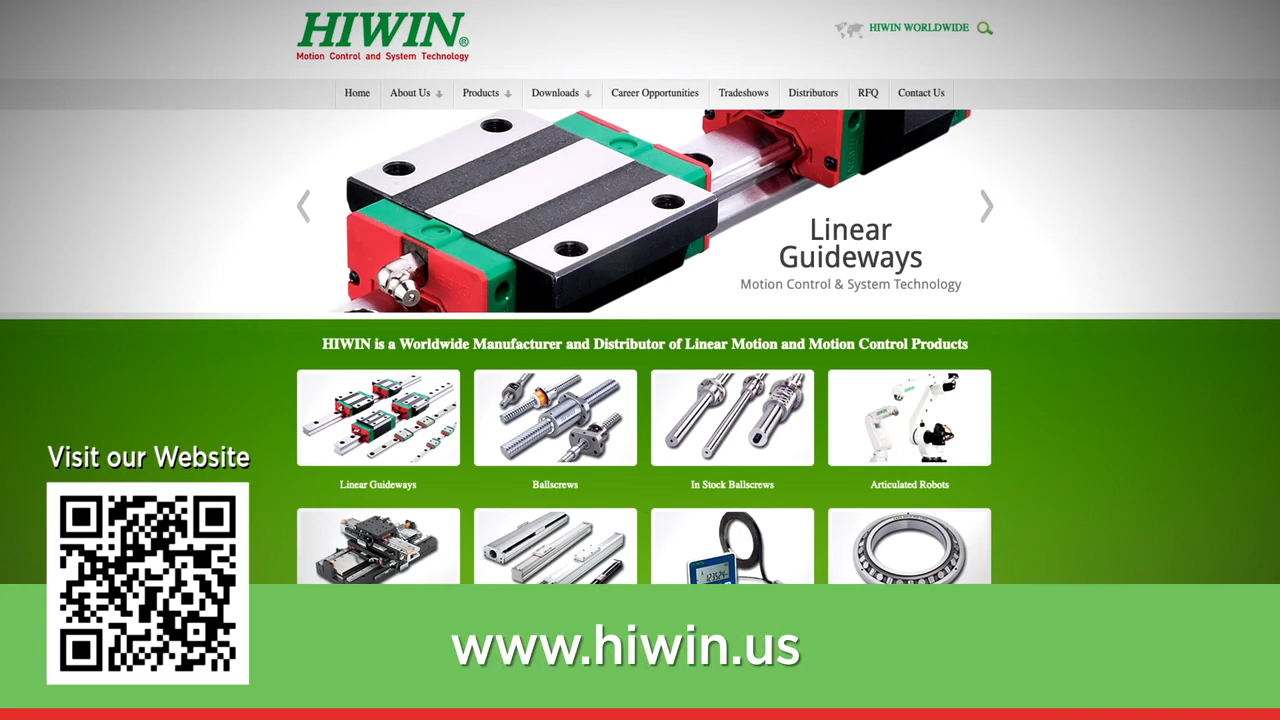 HIWIN®
Motion Control and System Technology
HIWIN WORLDWIDE
Home About Us Products Downloads Career Opportunities Tradeshows Distributors RFQ Contact Us
HIWIN
Linear
Guideways
Motion Control & System Technology
HIWIN is a Worldwide Manufacturer and Distributor of Linear Motion and Motion Control Products
Linear Guideways Ballscrews In Stock Ballscrews Articulated Robots
Visit our Website
www.hiwin.us